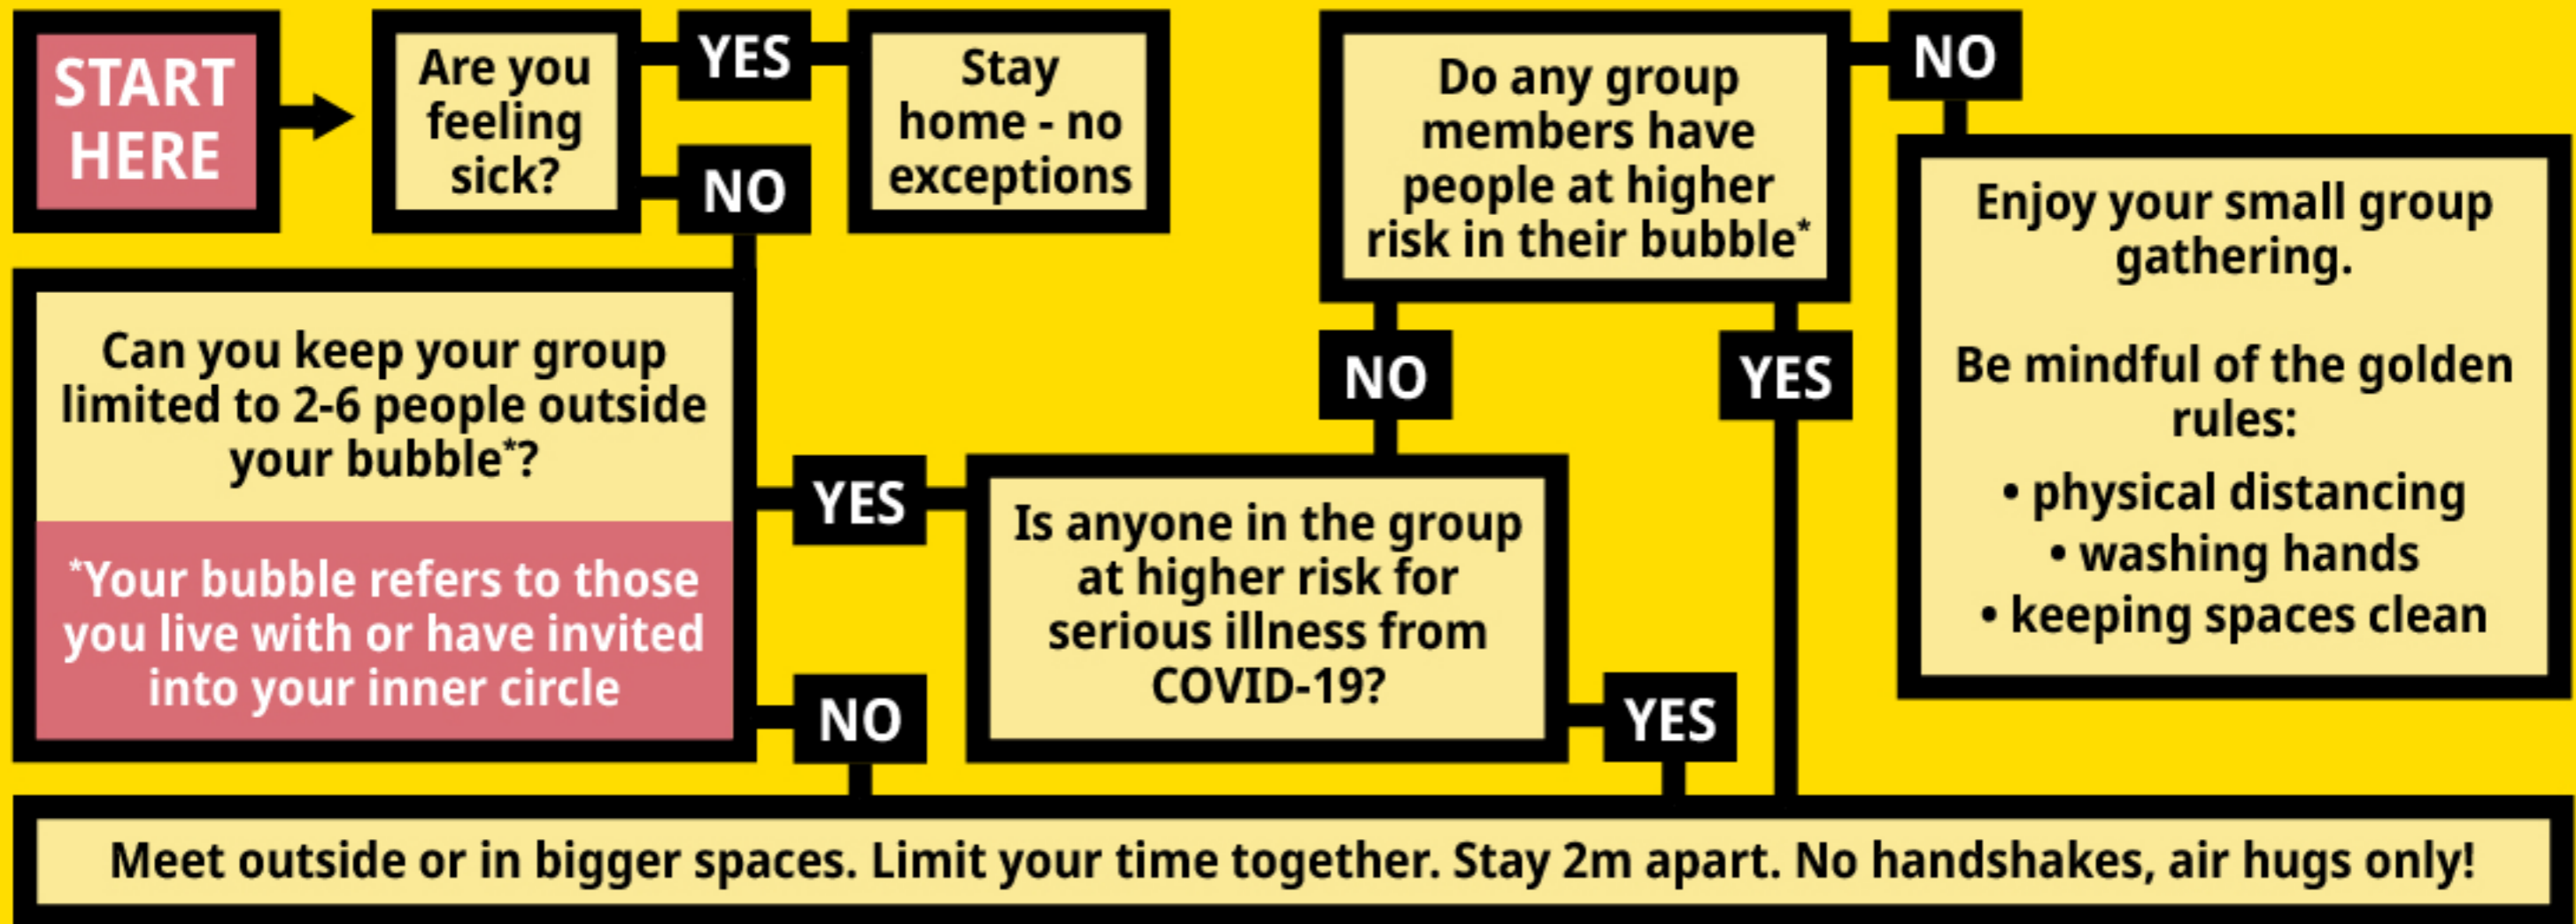 START
HERE
Are you
feeling
sick?
YES
Stay
home - no
exceptions
NO
Can you keep your group
limited to 2-6 people outside
your bubble*?
*Your bubble refers to those
you live with or have invited
into your inner circle
YES
NO
Is anyone in the group
at higher risk for
serious illness from
COVID-19?
NO
YES
Do any group
members have
people at higher
risk in their bubble*
NO
YES
Enjoy your small group
gathering.
Be mindful of the golden
rules:
• physical distancing
• washing hands
• keeping spaces clean
Meet outside or in bigger spaces. Limit your time together. Stay 2m apart. No handshakes, air hugs only!